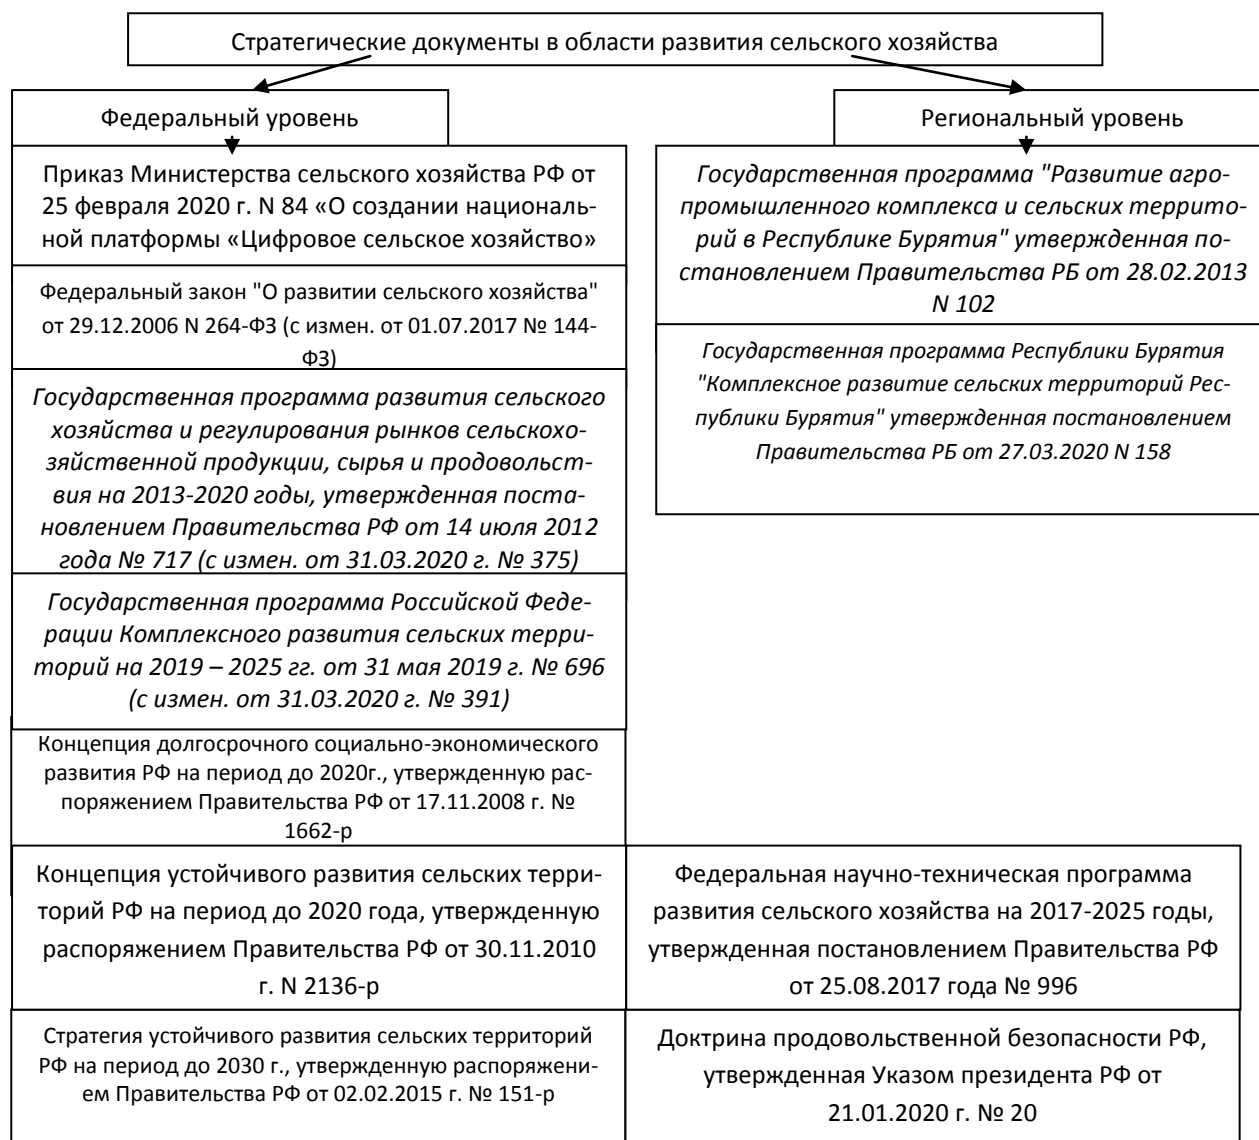 Стратегические документы в области развития сельского хозяйства
Федеральный уровень
Приказ Министерства сельского хозяйства РФ от
25 февраля 2020 г. N 84 «О создании националь-
ной платформы «Цифровое сельское хозяйство»
Федеральный закон "О развитии сельского хозяйства"
от 29.12.2006 N 264-ФЗ (с измен. от 01.07.2017 № 144-
ФЗ)
Государственная программа развития сельского
хозяйства и регулирования рынков сельскохо-
зяйственной продукции, сырья и продовольст-
вия на 2013-2020 годы, утвержденная поста-
новлением Правительства РФ от 14 июля 2012
года № 717 (с измен. от 31.03.2020 г. № 375)
Государственная программа Российской Феде-
рации Комплексного развития сельских терри-
торий на 2019 – 2025 гг. от 31 мая 2019 г. № 696
(с измен. от 31.03.2020 г. № 391)
Концепция долгосрочного социально-экономического
развития РФ на период до 2020г., утвержденную рас-
поряжением Правительства РФ от 17.11.2008 г. №
1662-р
Концепция устойчивого развития сельских терри-
торий РФ на период до 2020 года, утвержденную
распоряжением Правительства РФ от 30.11.2010
г. N 2136-р
Стратегия устойчивого развития сельских территорий
РФ на период до 2030 г., утвержденную распоряжени-
ем Правительства РФ от 02.02.2015 г. № 151-р
Региональный уровень
Государственная программа "Развитие агро-
промышленного комплекса и сельских террито-
рий в Республике Бурятия" утвержденная по-
становлением Правительства РБ от 28.02.2013
N 102
Государственная программа Республики Бурятия
"Комплексное развитие сельских территорий Рес-
публики Бурятия" утвержденная постановлением
Правительства РБ от 27.03.2020 N 158
Федеральная научно-техническая программа
развития сельского хозяйства на 2017-2025 годы,
утвержденная постановлением Правительства РФ
от 25.08.2017 года № 996
Доктрина продовольственной безопасности РФ,
утвержденная Указом президента РФ от
21.01.2020 г. № 20